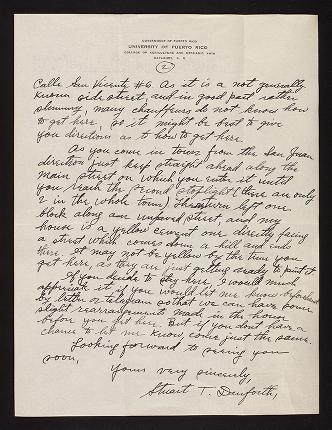 GOVERNMENT OF PUERTO RICO
UNIVERSITY OF PUERTO RICO
COLLEGE OF AGRICULTURE AND MECHANIC ARTS
MAYAGUEZ, P. R.
2
Calle San Vicente #6. As it is a not generally
known side street, and in good part rather
slummy, many chauffeurs do not know how
to get here, so it might be best to give
you directions as to how to get here.
As you come in town from the San Juan
direction just keep straight ahead along the
main street on which you enter it until
you reach the second stoplight (there are only
2 in the whole town). Then turn left one
block along an unpaved street, and my
house is a yellow cement one directly facing
a street which comes down a hill and ends
there. It may not be yellow by the time you
get here, as they are just getting ready to paint it.
If you decide to stay here, I would much
appreciate it if you would let me know beforehand
by letter or telegram so that we can have some
slight rearrangements made in the house
before you get here. But if you don't have a
chance to let me know, come just the same.
Looking forward to seeing you
soon,
Yours very sincerely,
Stuart T. Danforth,